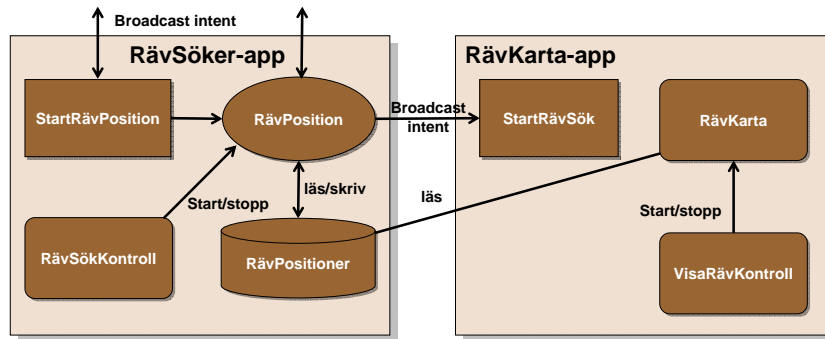 Broadcast intent
RävSöker-app
RävKarta-app
StartRävPosition
RävPosition
Broadcast
intent
StartRävSök
RävKarta
Start/stopp
läs/skriv
läs
Start/stopp
RävSökKontroll
RävPositioner
VisaRävKontroll